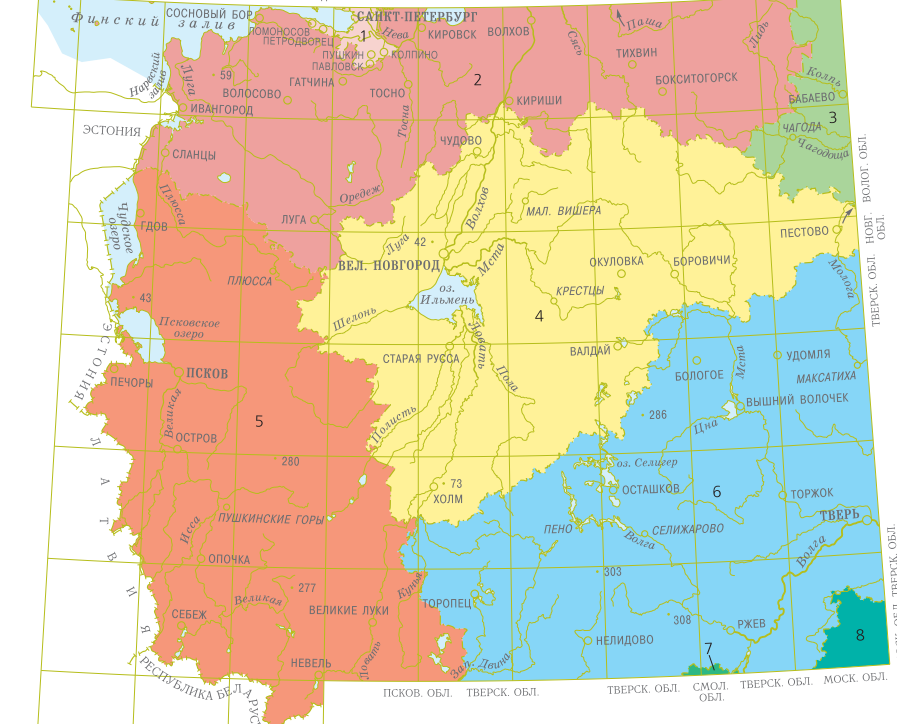 Финский
залив
СОСНОВЫЙ БОР
САНКТ-ПЕТЕРБУРГ
ЛОМОНОСОВ
ПЕТРОДВОРЕЦ
1
Нева
ПУШКИН
КОЛПИНО
ПАВЛОВСК
КИРОВСК
ВОЛХОВ
Сясь
Паша
Лидь
ТИХВИН
Нарвский
залив
Луга
59
ГАТЧИНА
ВОЛОСОВО
ТОСНО
2
БОКСИТОГОРСК
Колпь
БАБАЕВО
3
ИВАНГОРОД
КИРИШИ
Тосна
ЭСТОНИЯ
ЧАГОДА
Чагодоща
СЛАНЦЫ
ЧУДОВО
ВОЛОГ. ОБЛ.
Плюсса
Оредеж
Чудское
озеро
ГДОВ
ЛУГА
Волхов
МАЛ. ВИШЕРА
ПЕСТОВО
НОВГ.
ОБЛ.
Луга
42
Мста
ВЕЛ. НОВГОРОД
ПЛЮССА
ОКУЛОВКА
БОРОВИЧИ
Молога
ТВЕРСК. ОБЛ.
43
оз.
Ильмень
КРЕСТЦЫ
Псковское
озеро
Шелонь
4
ЭСТОНИЯ
СТАРАЯ РУССА
Ловать
ВАЛДАЙ
УДОМЛЯ
Мста
ПЕЧОРЫ
ПСКОВ
Пола
БОЛОГОЕ
МАКСАТИХА
Великая
5
Полисть
286
ВЫШНИЙ ВОЛОЧЕК
ОСТРОВ
Цна
280
оз. Селигер
73
ХОЛМ
ОСТАШКОВ
6
ТОРЖОК
ПУШКИНСКИЕ ГОРЫ
Исса
ПЕНО
СЕЛИЖАРОВО
ТВЕРЬ
Волга
Волга
ОПОЧКА
277
Кунья
303
Великая
СЕБЕЖ
ВЕЛИКИЕ ЛУКИ
ТОРОПЕЦ
308
РЖЕВ
ЛАТВИЯ
НЕЛИДОВО
7
8
НЕВЕЛЬ
Ловать
Зап. Двина
ТВЕРСК. ОБЛ.
РЕСПУБЛИКА БЕЛАРУС
ПСКОВ. ОБЛ.
ТВЕРСК. ОБЛ.
ТВЕРСК. ОБЛ.
СМОЛ.
ОБЛ.
ТВЕРСК. ОБЛ.
МОСК. ОБЛ.